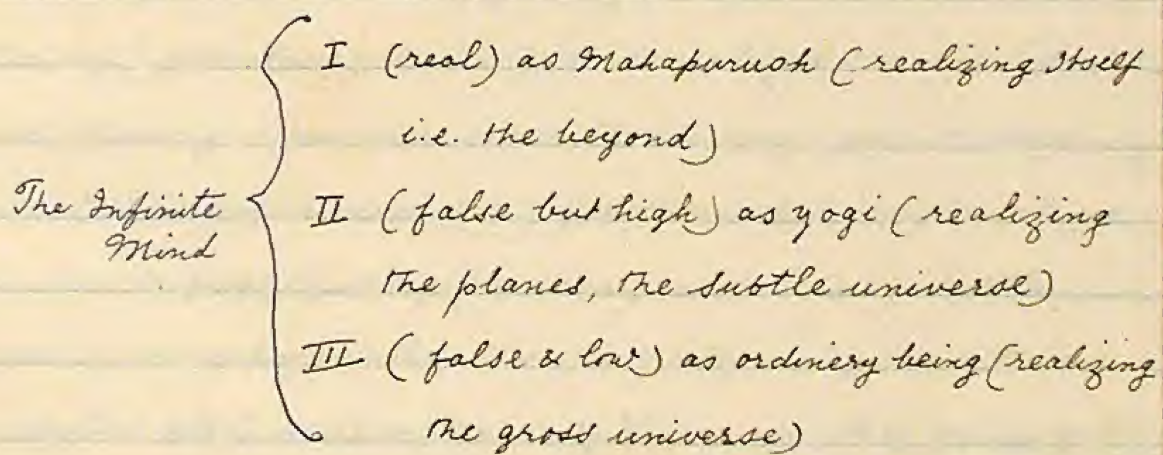 I (real) as Mahapurush (realizing Itself
i.e. the beyond)
The Infinite
Mind
II (false but high) as yogi (realizing
the planes, the subtle universe)
III (false & low) as ordinery being (realizing
the gross universe)